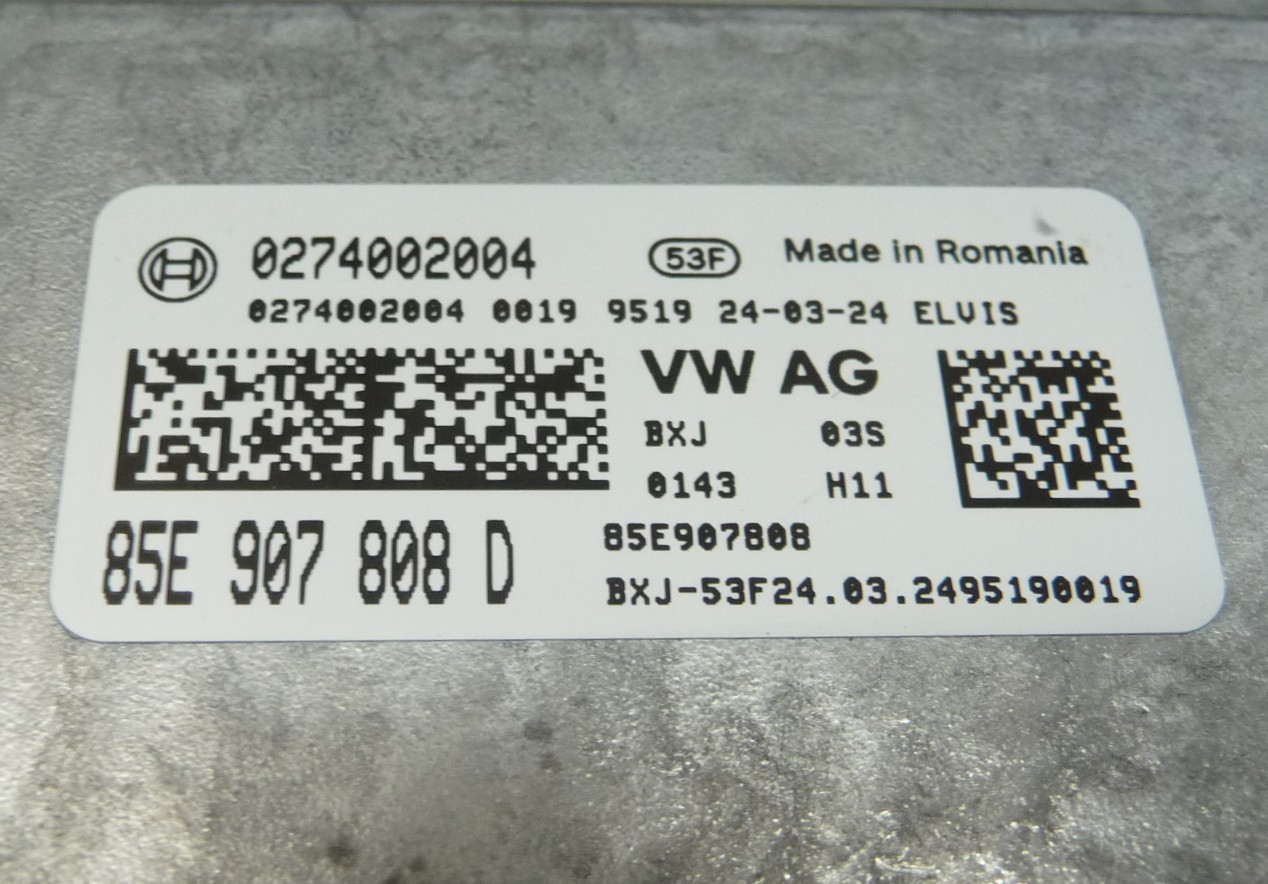 0274002004 53F Made in Romania
0274002004 0019 9519 24-03-24 ELVIS
VW AG
BXJ 03S
0143 H11
85E 907 808 D
85E907808
BXJ-53F24.03.2495190019